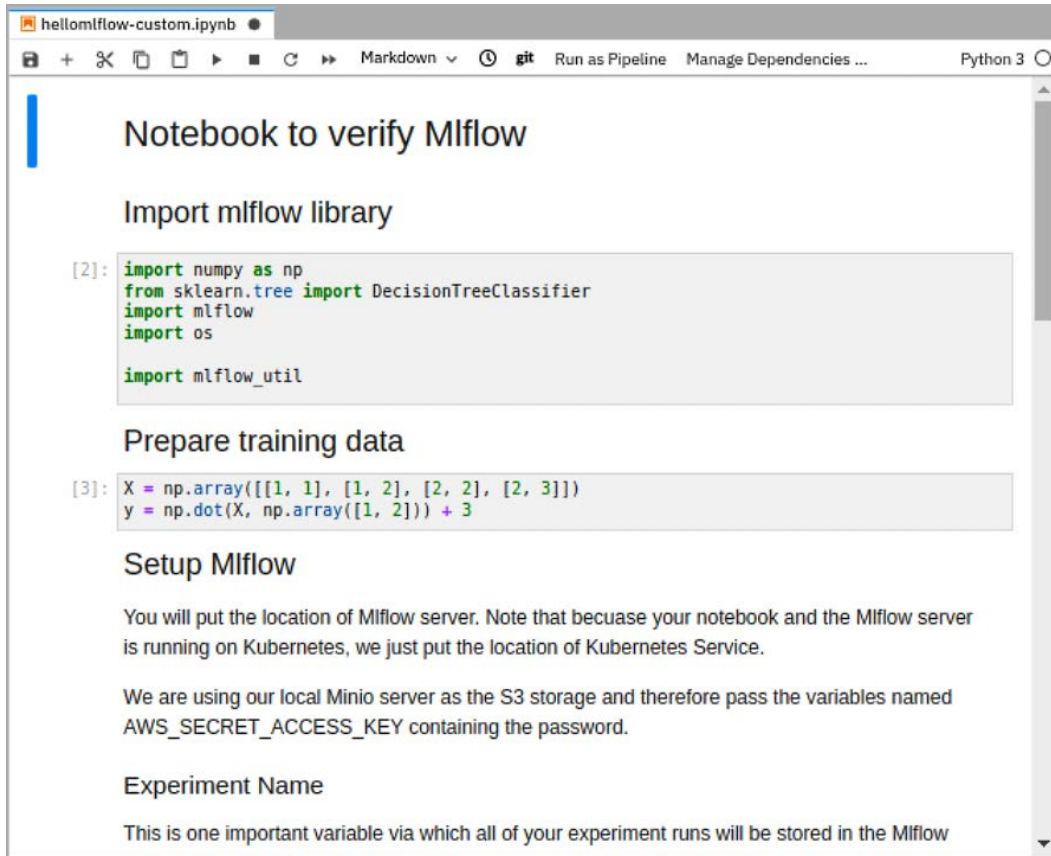 hellomlflow-custom.ipynb
Markdown git Run as Pipeline Manage Dependencies ... Python 3
Notebook to verify Mlflow
Import mlflow library
[2]: import numpy as np
from sklearn.tree import DecisionTreeClassifier
import mlflow
import os
import mlflow_util
Prepare training data
[3]: X = np.array([[1, 1], [1, 2], [2, 2], [2, 3]])
y = np.dot(X, np.array([1, 2])) + 3
Setup Mlflow
You will put the location of Mlflow server. Note that becuase your notebook and the Mlflow server
is running on Kubernetes, we just put the location of Kubernetes Service.
We are using our local Minio server as the S3 storage and therefore pass the variables named
AWS_SECRET_ACCESS_KEY containing the password.
Experiment Name
This is one important variable via which all of your experiment runs will be stored in the Mlflow